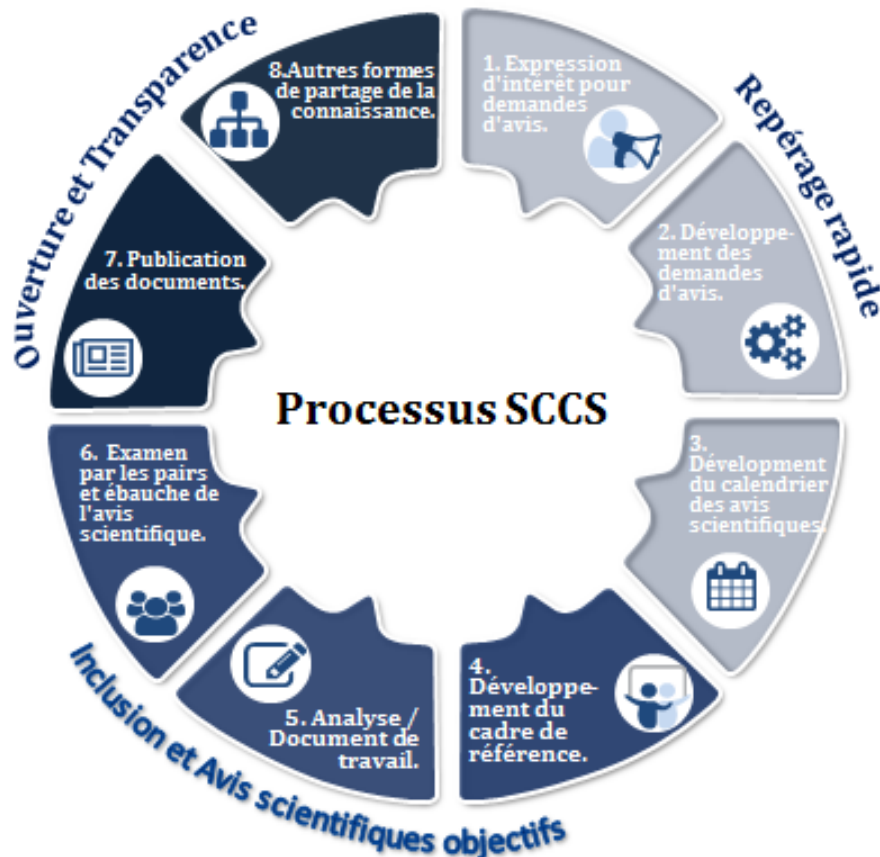 Processus SCCS
Repérage rapide
1. Expression
d'intérêt pour
demandes
d'avis.
2. Développe-
ment des
demandes
d'avis.
3.
Dévelopment
du calendrier
des avis
scientifiques.
Inclusion et Avis scientifiques objectifs
4.
Développe-
ment du
cadre de
référence.
5. Analyse /
Document de
travail.
6. Examen
par les pairs
et ébauche de
l'avis
scientifique.
Ouverture et Transparence
7. Publication
des documents.
8.Autres formes
de partage de la
connaissance.